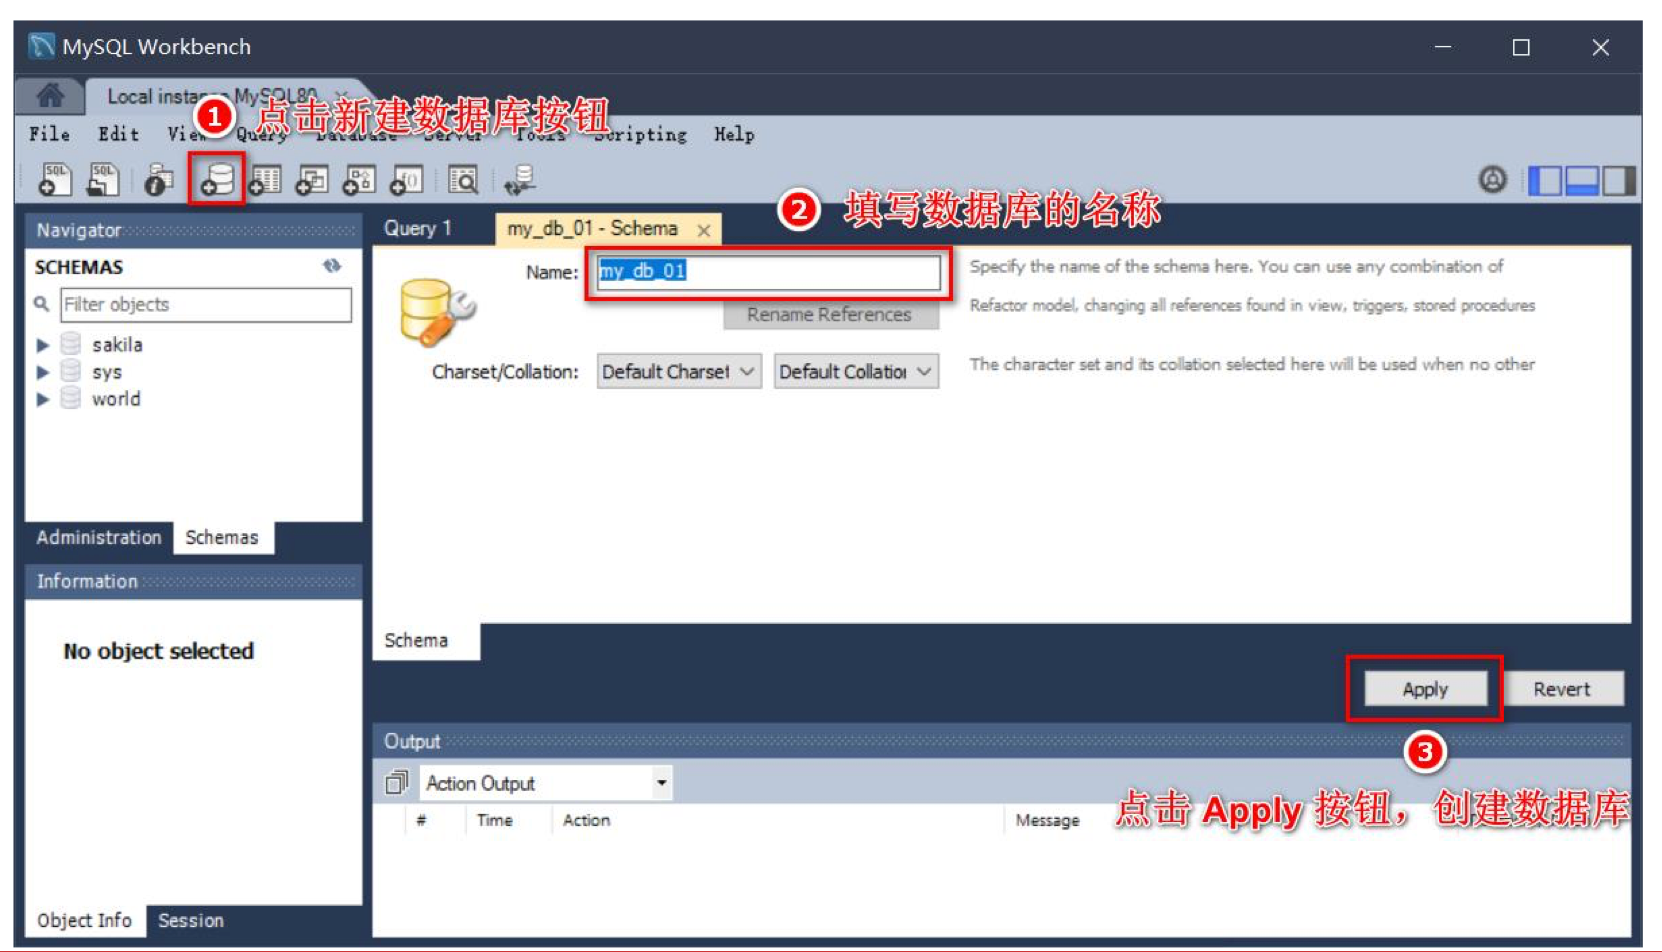 MySQL Workbench
Local instance MySQL80
1 点击新建数据库按钮
File Edit View Query Database Server Tools Scripting Help
SQL SQL
2 填写数据库的名称
Navigator
Query 1 my_db_01 - Schema
SCHEMAS
Name: my_db_01
Specify the name of the schema here. You can use any combination of
Filter objects
Rename References
Refactor model, changing all references found in view, triggers, stored procedures
sakila
sys
world
Charset/Collation: Default Charset Default Collation
The character set and its collation selected here will be used when no other
Administration Schemas
Information
No object selected
Schema
Apply Revert
Output
3
Action Output
点击 Apply 按钮，创建数据库
# Time Action Message
Object Info Session